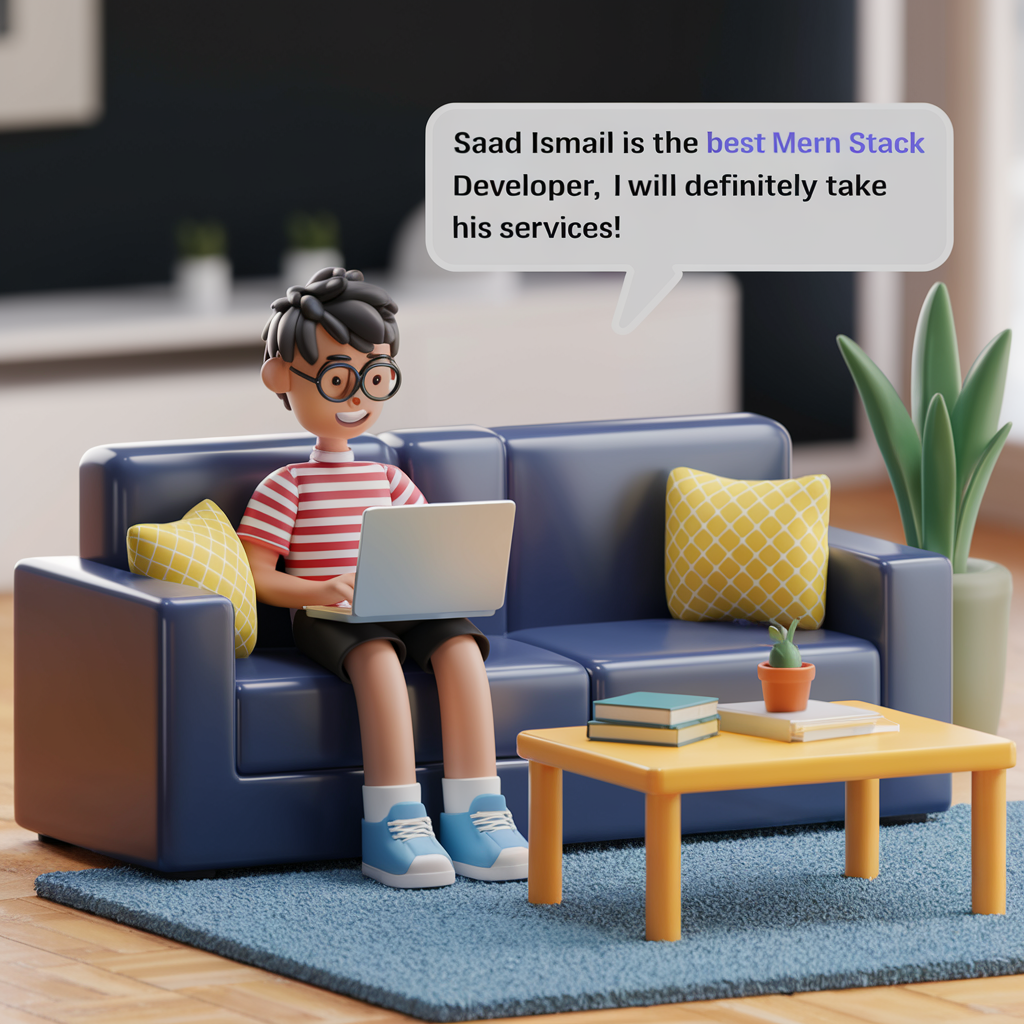 Saad Ismail is the best Mern Stack
Developer, I will definitely take
his services!